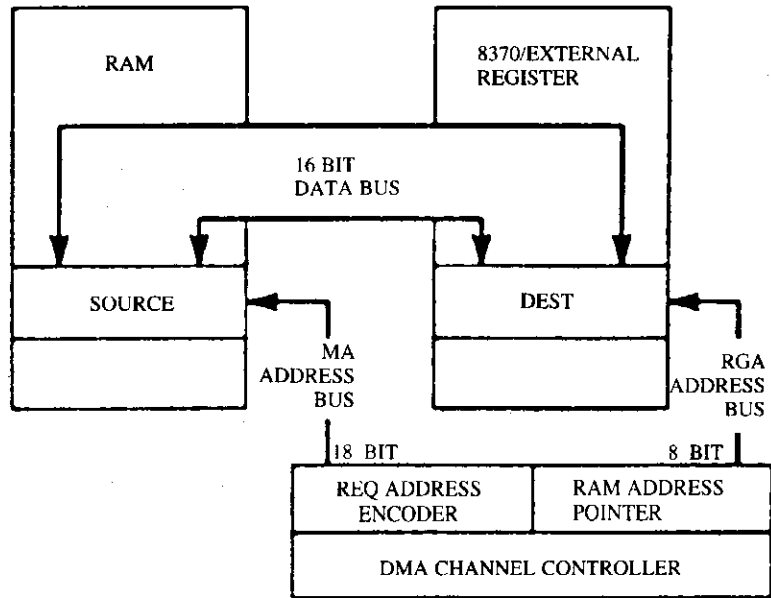 RAM
8370/EXTERNAL
REGISTER
16 BIT
DATA BUS
SOURCE
DEST
MA
ADDRESS
BUS
RGA
ADDRESS
BUS
18 BIT
8 BIT
REQ ADDRESS
ENCODER
RAM ADDRESS
POINTER
DMA CHANNEL CONTROLLER